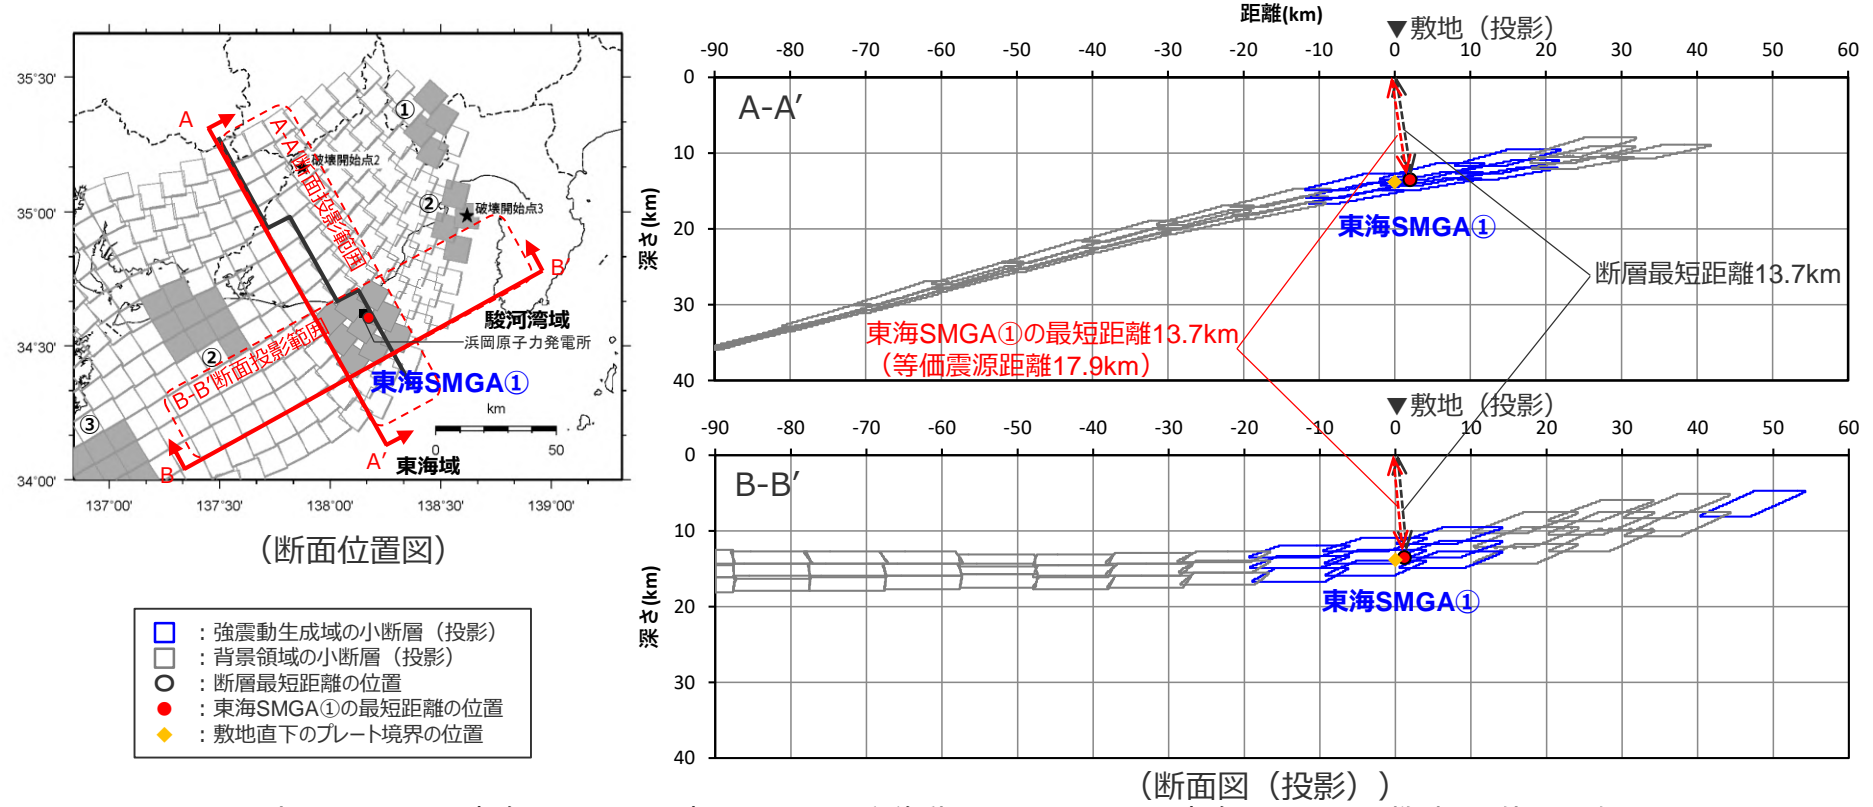 35°30'
35°00'
34°30'
34°00'
137°00'
137°30'
138°00'
138°30'
139°00'
A
A'
B
B'
A-A'断面投影範囲
B-B'断面投影範囲
①
②
②
③
破壊開始点2
破壊開始点3
駿河湾域
浜岡原子力発電所
東海SMGA①
東海域
km
0
50
（断面位置図）
：強震動生成域の小断層（投影）
：背景領域の小断層（投影）
：断層最短距離の位置
：東海SMGA①の最短距離の位置
：敷地直下のプレート境界の位置
距離(km)
▼敷地（投影）
-90 -80 -70 -60 -50 -40 -30 -20 -10 0 10 20 30 40 50 60
0
10
20
30
40
深さ(km)
A-A'
東海SMGA①
断層最短距離13.7km
東海SMGA①の最短距離13.7km
（等価震源距離17.9km）
▼敷地（投影）
-90 -80 -70 -60 -50 -40 -30 -20 -10 0 10 20 30 40 50 60
0
10
20
30
40
深さ(km)
B-B'
東海SMGA①
（断面図（投影））